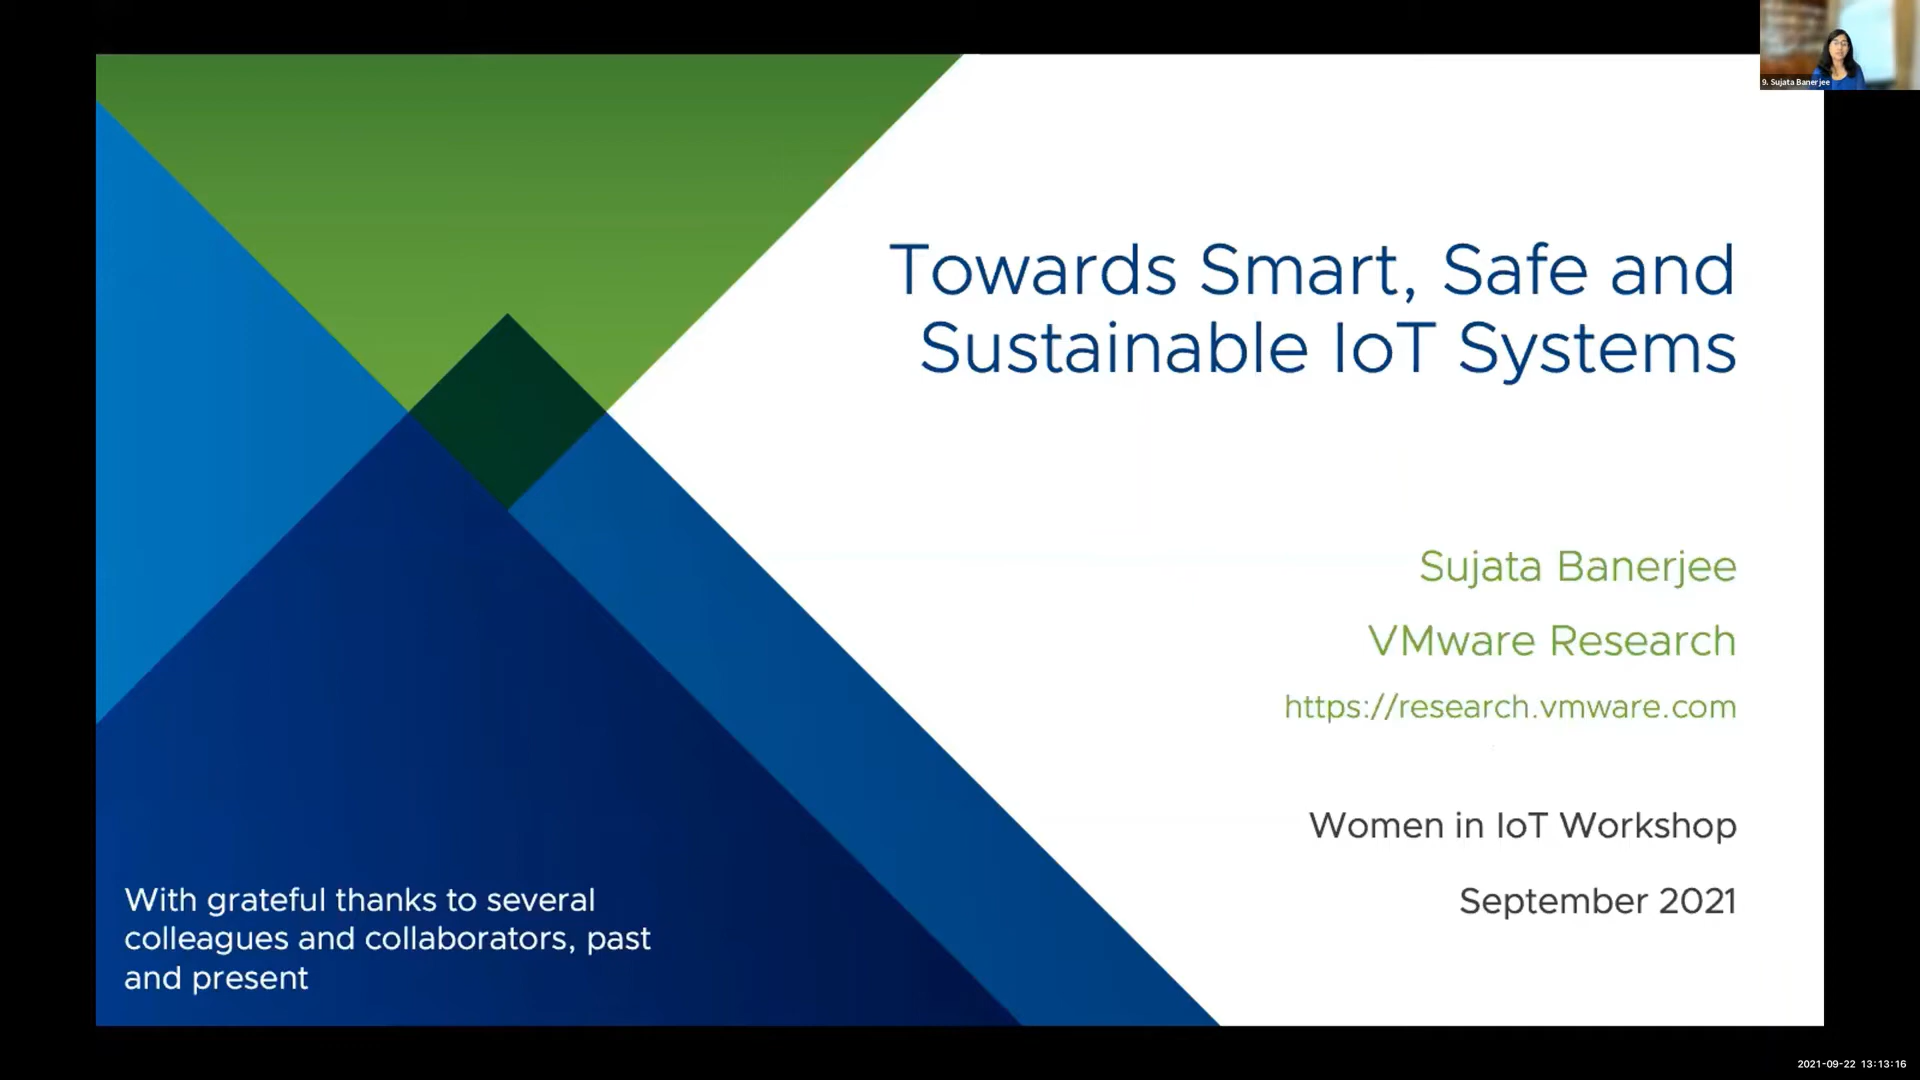 9. Sujata Banerjee
Towards Smart, Safe and
Sustainable IoT Systems
Sujata Banerjee
VMware Research
https://research.vmware.com
Women in IoT Workshop
September 2021
With grateful thanks to several
colleagues and collaborators, past
and present
2021-09-22 13:13:16